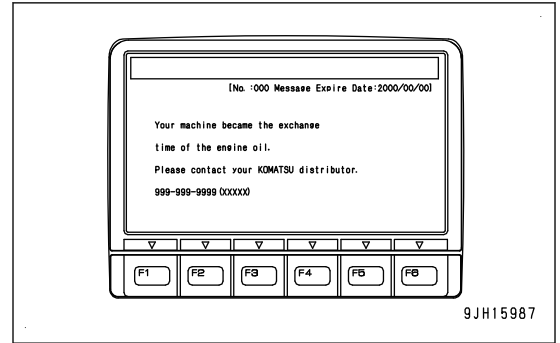 [No. :000 Message Expire Date:2000/00/00]
Your machine became the exchange
time of the engine oil.
Please contact your KOMATSU distributor.
999-999-9999(XXXXX)
F1 F2 F3 F4 F5 F6
9JH15987